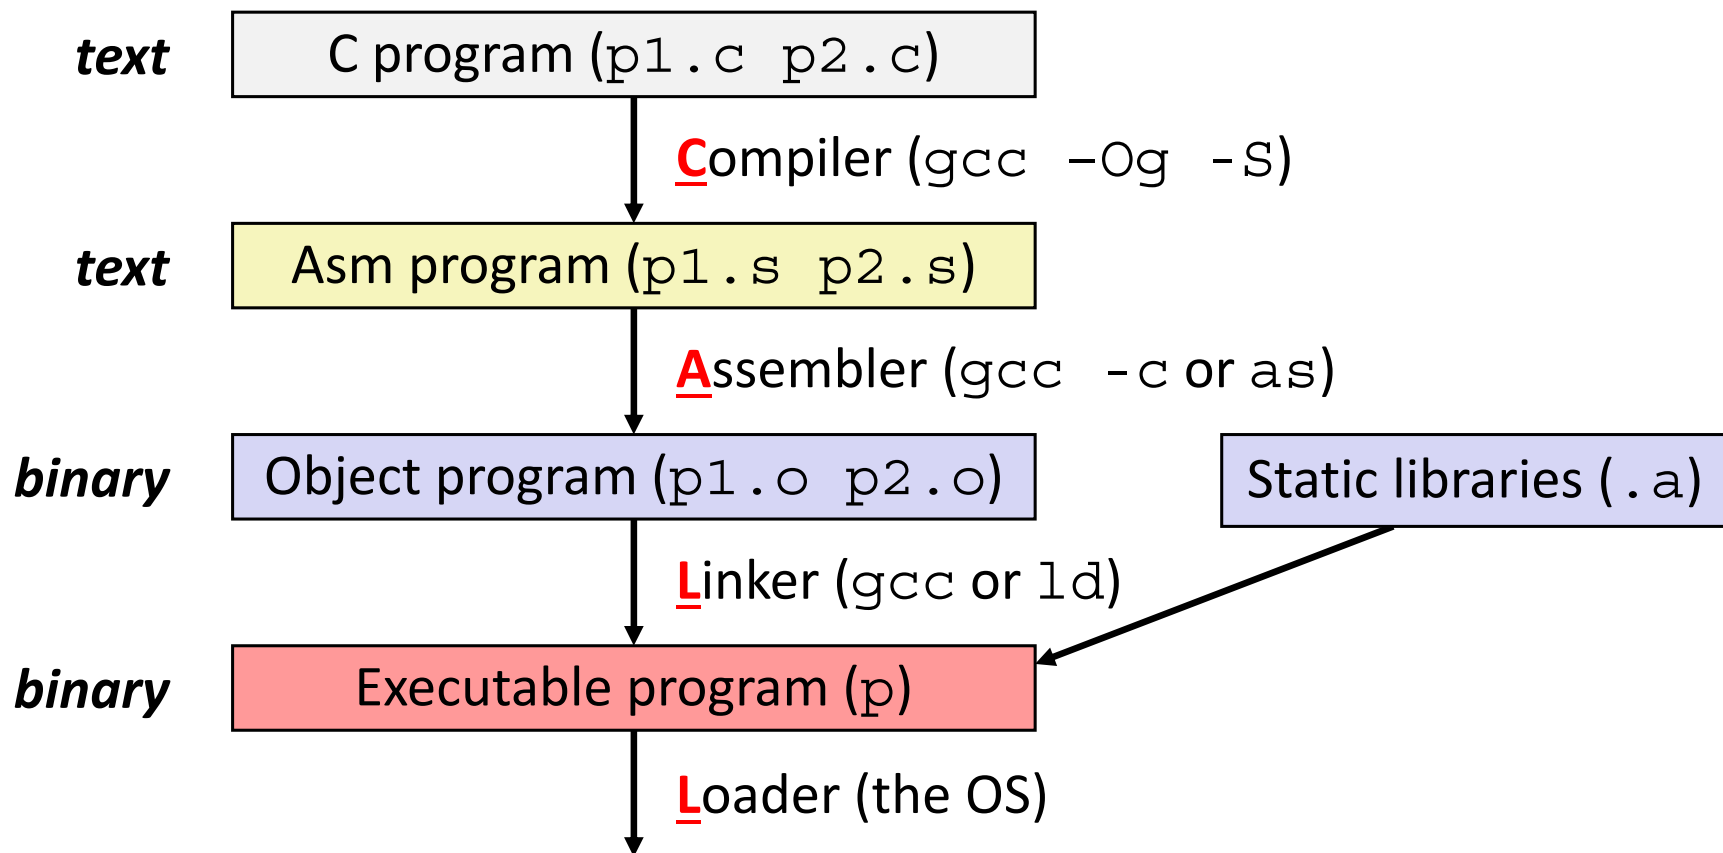 text
C program (p1.c p2.c)
Compiler (gcc –Og -S)
text
Asm program (p1.s p2.s)
Assembler (gcc -c or as)
binary
Object program (p1.o p2.o)
Static libraries (.a)
Linker (gcc or ld)
binary
Executable program (p)
Loader (the OS)